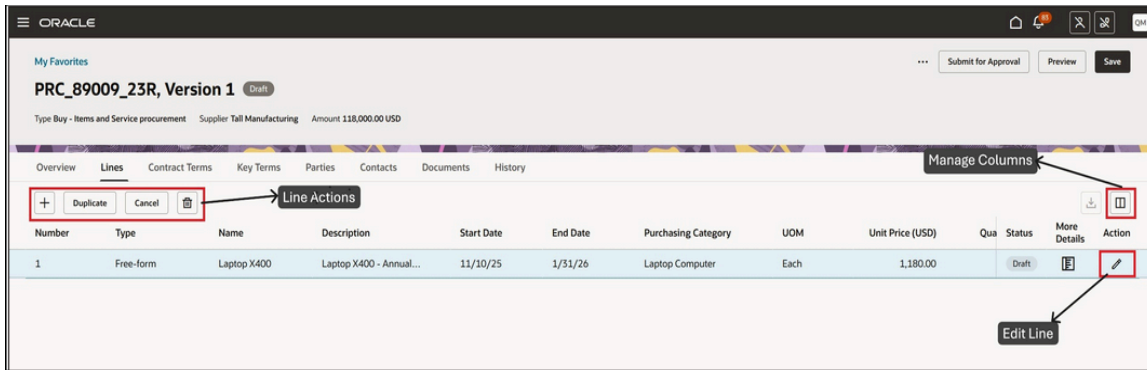 ORACLE
My Favorites
Submit for Approval
Preview
Save
PRC_89009_23R, Version 1 Draft
Type Buy - Items and Service procurement Supplier Tall Manufacturing Amount 118,000.00 USD
Manage Columns
Overview Lines Contract Terms Key Terms Parties Contacts Documents History
Duplicate Cancel
Line Actions
Number Type Name Description Start Date End Date Purchasing Category UOM Unit Price (USD) Qua Status More Details Action
1 Free-form Laptop X400 Laptop X400 - Annual... 11/10/25 1/31/26 Laptop Computer Each 1,180.00 Draft
Edit Line